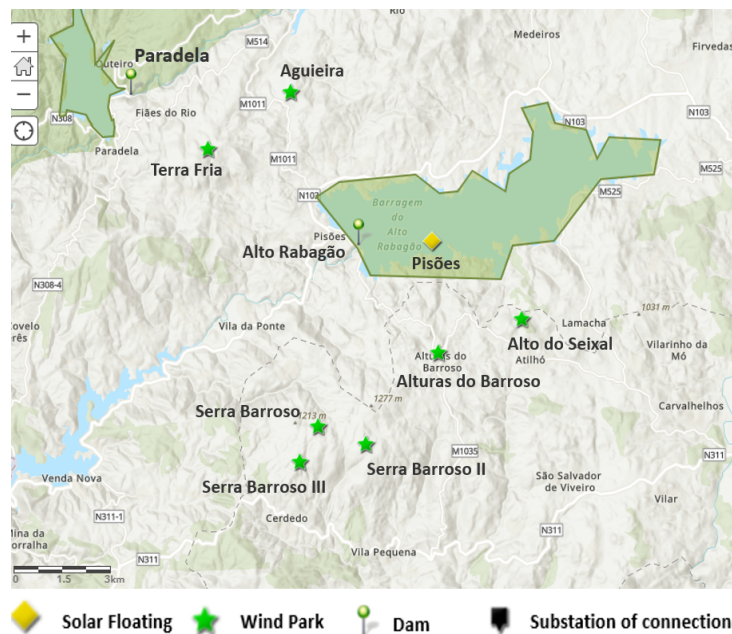 Rio
Medeiros
Firvedas
M514
Outeiro
Paradela
Aguieira
M1011
N103
N103
Fiães do Rio
N308
Paradela
M1011
Terra Fria
M525
N103
M525
Barragem
do
Alto
Rabagão
Pisões
Alto Rabagão
Pisões
N308-4
1031 m
Covelo
Vila da Ponte
Lamacha
Alto do Seixal
Vilarinho da
Mó
Alturas do
Barroso
Atilhó
Alturas do Barroso
1277 m
Carvalhelhos
Serra Barroso
1213 m
M1035
N311
Serra Barroso II
Venda Nova
Serra Barroso III
São Salvador
de Viveiro
Vilar
N311-1
Cerdedo
N311
Vila Pequena
N311
0 1.5 3km
Solar Floating
Wind Park
Dam
Substation of connection